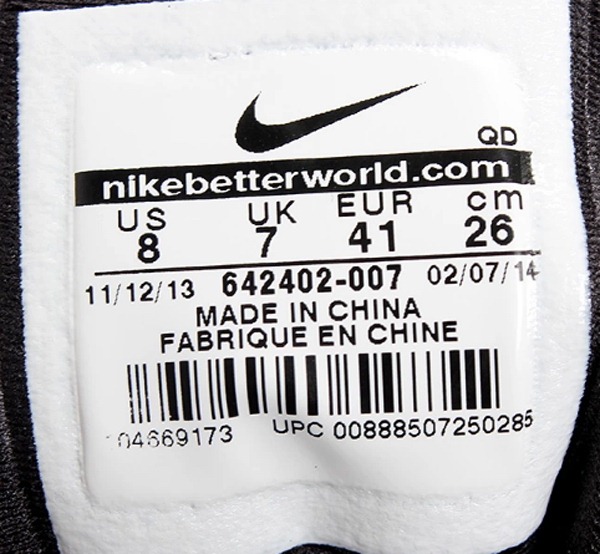 QD
nikebetterworld.com
US UK EUR cm
8 7 41 26
11/12/13 642402-007 02/07/14
MADE IN CHINA
FABRIQUE EN CHINE
04669173 UPC 00888507250285